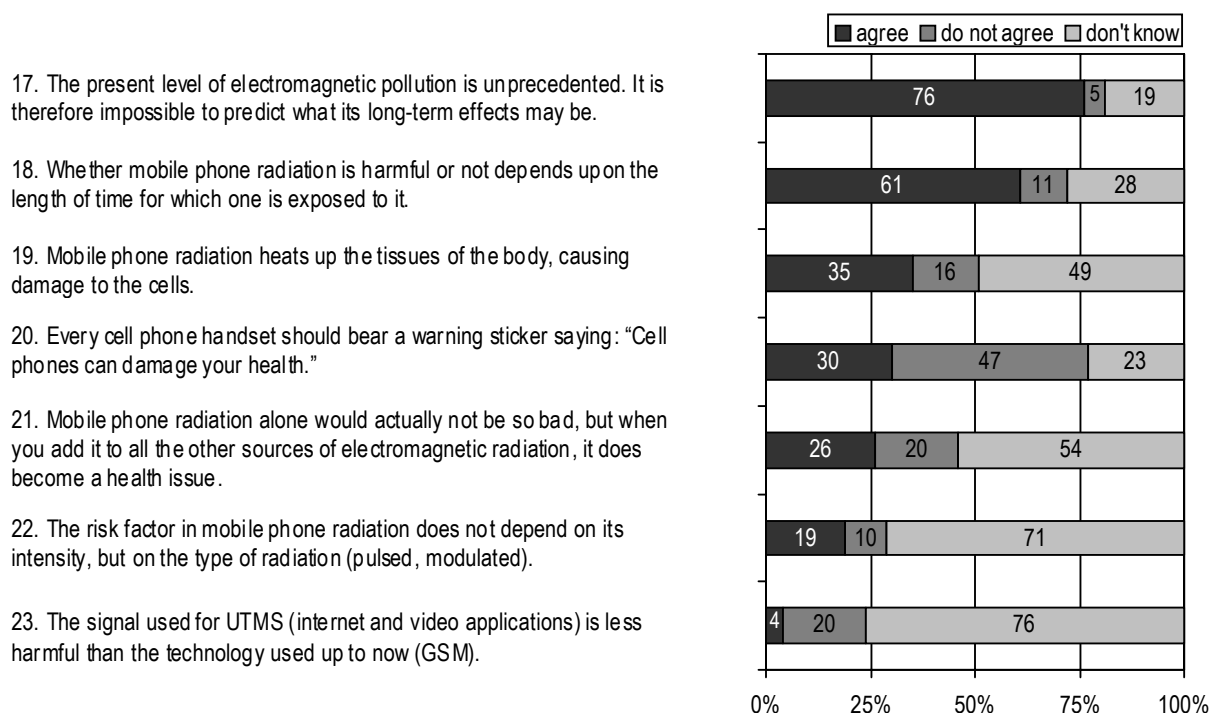 agree do not agree don't know
17. The present level of electromagnetic pollution is unprecedented. It is
therefore impossible to predict what its long-term effects may be.
76 5 19
18. Whether mobile phone radiation is harmful or not depends upon the
length of time for which one is exposed to it.
61 11 28
19. Mobile phone radiation heats up the tissues of the body, causing
damage to the cells.
35 16 49
20. Every cell phone handset should bear a warning sticker saying: “Cell
phones can damage your health.”
30 47 23
21. Mobile phone radiation alone would actually not be so bad, but when
you add it to all the other sources of electromagnetic radiation, it does
become a health issue.
26 20 54
22. The risk factor in mobile phone radiation does not depend on its
intensity, but on the type of radiation (pulsed, modulated).
19 10 71
23. The signal used for UTMS (internet and video applications) is less
harmful than the technology used up to now (GSM).
4 20 76
0% 25% 50% 75% 100%